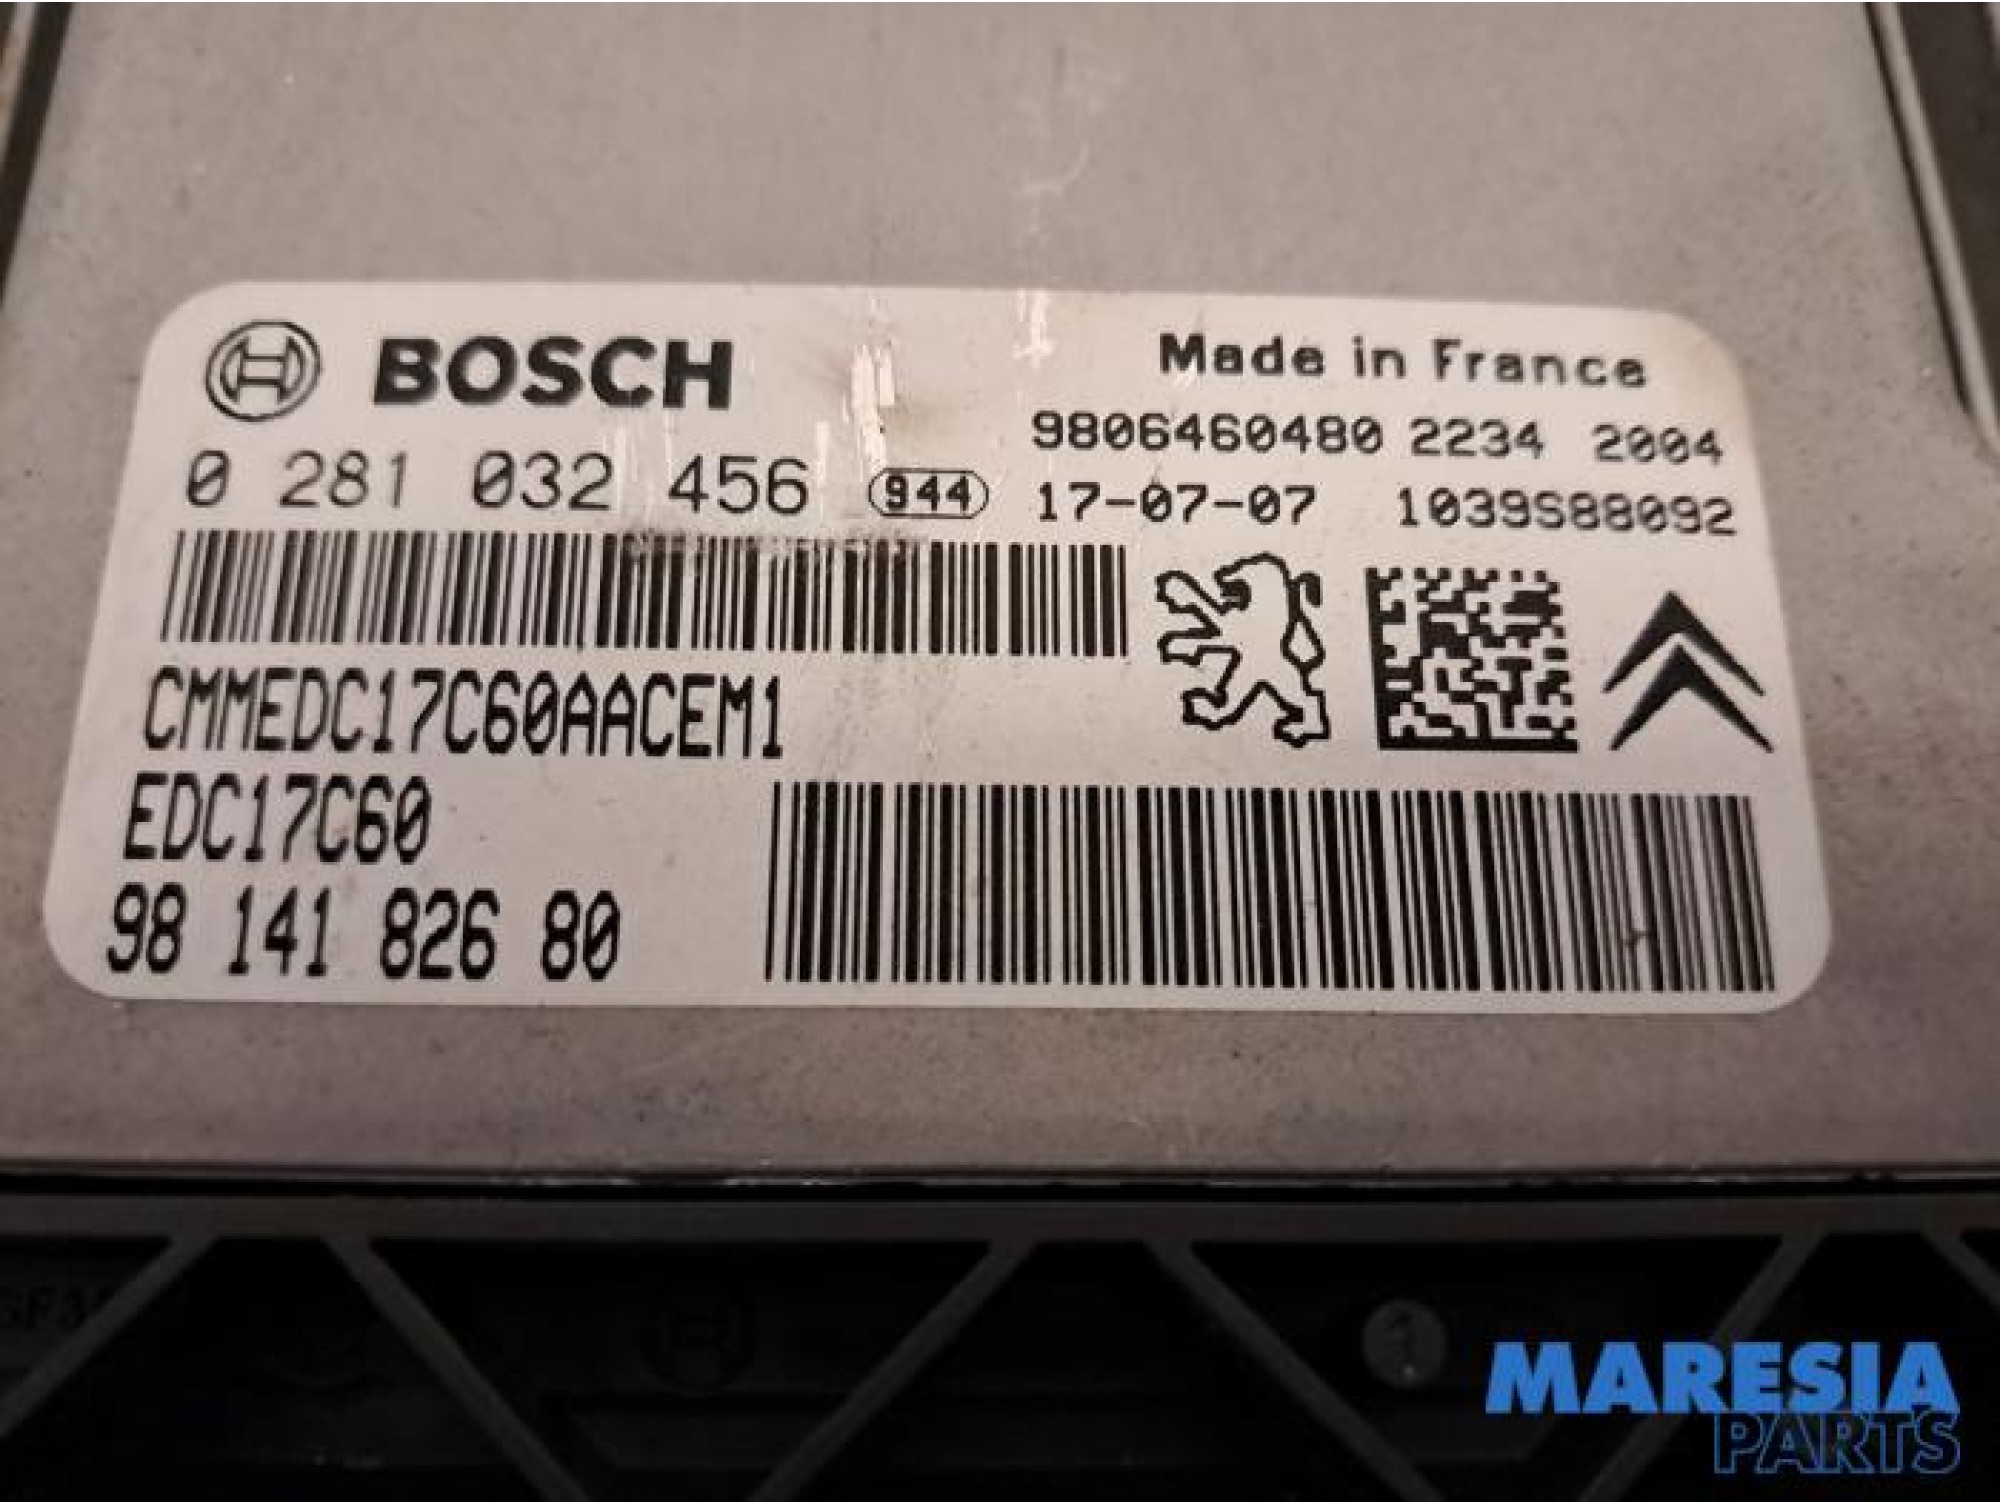 BOSCH
Made in France
9806460480 2234 2004
0 281 032 456 944 17-07-07 1039S88092
CMMEDC17C60AACEM1
EDC17C60
98 141 826 80
1
MARESIA
PARTS